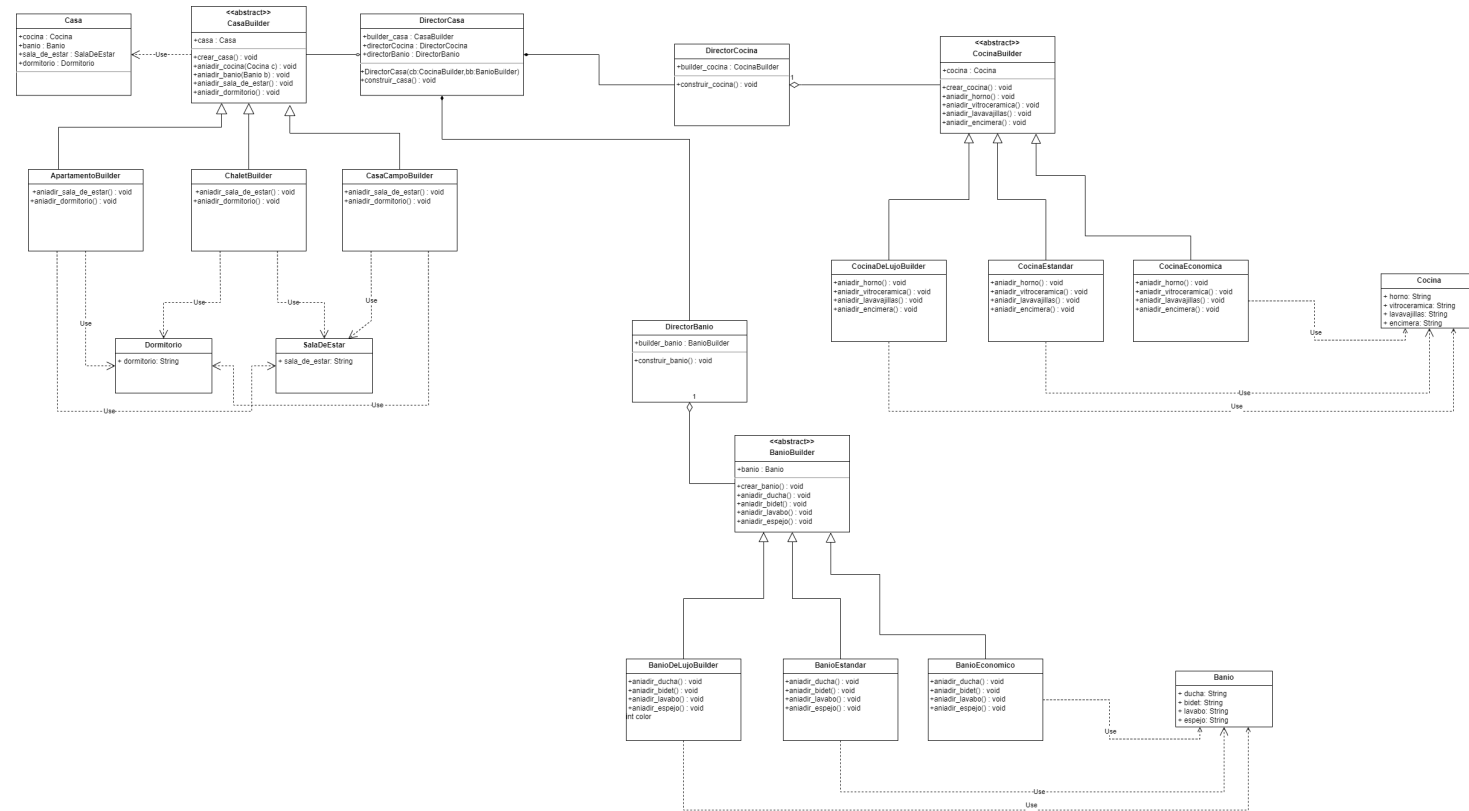 Casa
+cocina : Cocina
+banio : Banio
+sala_de_estar : SalaDeEstar
+dormitorio : Dormitorio
Use
<<abstract>>
CasaBuilder
+casa : Casa
+crear_casa() : void
+aniadir_cocina(Cocina c) : void
+aniadir_banio(Banio b) : void
+aniadir_sala_de_estar() : void
+aniadir_dormitorio() : void
DirectorCasa
+builder_casa : CasaBuilder
+directorCocina : DirectorCocina
+directorBanio : DirectorBanio
+DirectorCasa(cb:CocinaBuilder,bb:BanioBuilder)
+construir_casa() : void
DirectorCocina
+builder_cocina : CocinaBuilder
+construir_cocina() : void
1
<<abstract>>
CocinaBuilder
+cocina : Cocina
+crear_cocina() : void
+aniadir_horno() : void
+aniadir_vitroceramica() : void
+aniadir_lavavajillas() : void
+aniadir_encimera() : void
ApartamentoBuilder
+aniadir_sala_de_estar() : void
+aniadir_dormitorio() : void
ChaletBuilder
+aniadir_sala_de_estar() : void
+aniadir_dormitorio() : void
CasaCampoBuilder
+aniadir_sala_de_estar() : void
+aniadir_dormitorio() : void
Use
Use
Use
Use
Dormitorio
+ dormitorio: String
SalaDeEstar
+ sala_de_estar: String
Use
Use
CocinaDeLujoBuilder
+aniadir_horno() : void
+aniadir_vitroceramica() : void
+aniadir_lavavajillas() : void
+aniadir_encimera() : void
CocinaEstandar
+aniadir_horno() : void
+aniadir_vitroceramica() : void
+aniadir_lavavajillas() : void
+aniadir_encimera() : void
CocinaEconomica
+aniadir_horno() : void
+aniadir_vitroceramica() : void
+aniadir_lavavajillas() : void
+aniadir_encimera() : void
Cocina
+ horno: String
+ vitroceramica: String
+ lavavajillas: String
+ encimera: String
Use
Use
Use
DirectorBanio
+builder_banio : BanioBuilder
+construir_banio() : void
1
<<abstract>>
BanioBuilder
+banio : Banio
+crear_banio() : void
+aniadir_ducha() : void
+aniadir_bidet() : void
+aniadir_lavabo() : void
+aniadir_espejo() : void
BanioDeLujoBuilder
+aniadir_ducha() : void
+aniadir_bidet() : void
+aniadir_lavabo() : void
+aniadir_espejo() : void
int color
BanioEstandar
+aniadir_ducha() : void
+aniadir_bidet() : void
+aniadir_lavabo() : void
+aniadir_espejo() : void
BanioEconomico
+aniadir_ducha() : void
+aniadir_bidet() : void
+aniadir_lavabo() : void
+aniadir_espejo() : void
Banio
+ ducha: String
+ bidet: String
+ lavabo: String
+ espejo: String
Use
Use
Use